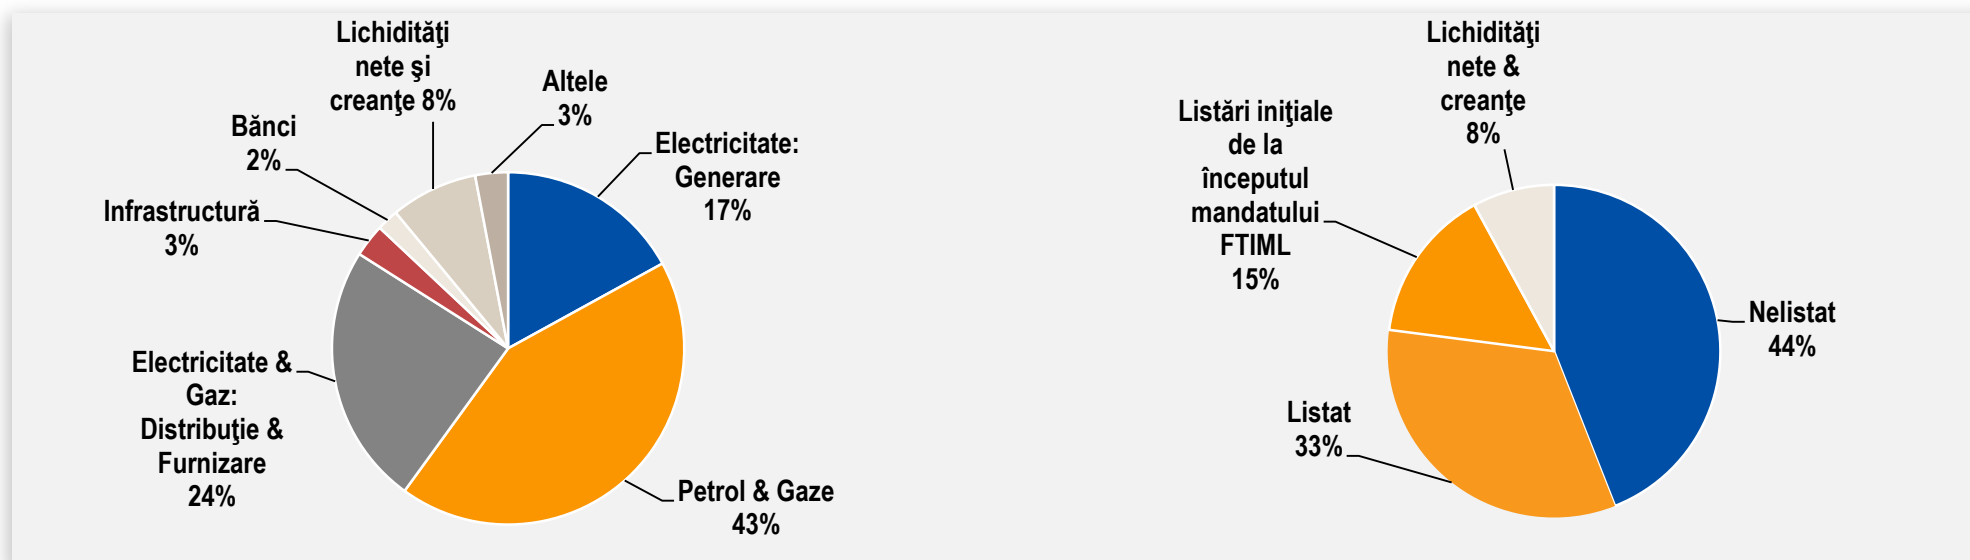 Lichidităţi
nete şi
creanţe 8%
Altele
3%
Bănci
2%
Electricitate:
Generare
17%
Infrastructură
3%
Electricitate &
Gaz:
Distribuţie &
Furnizare
24%
Petrol & Gaze
43%
Lichidităţi
nete &
creanţe
8%
Listări iniţiale
de la
începutul
mandatului
FTIML
15%
Nelistat
44%
Listat
33%